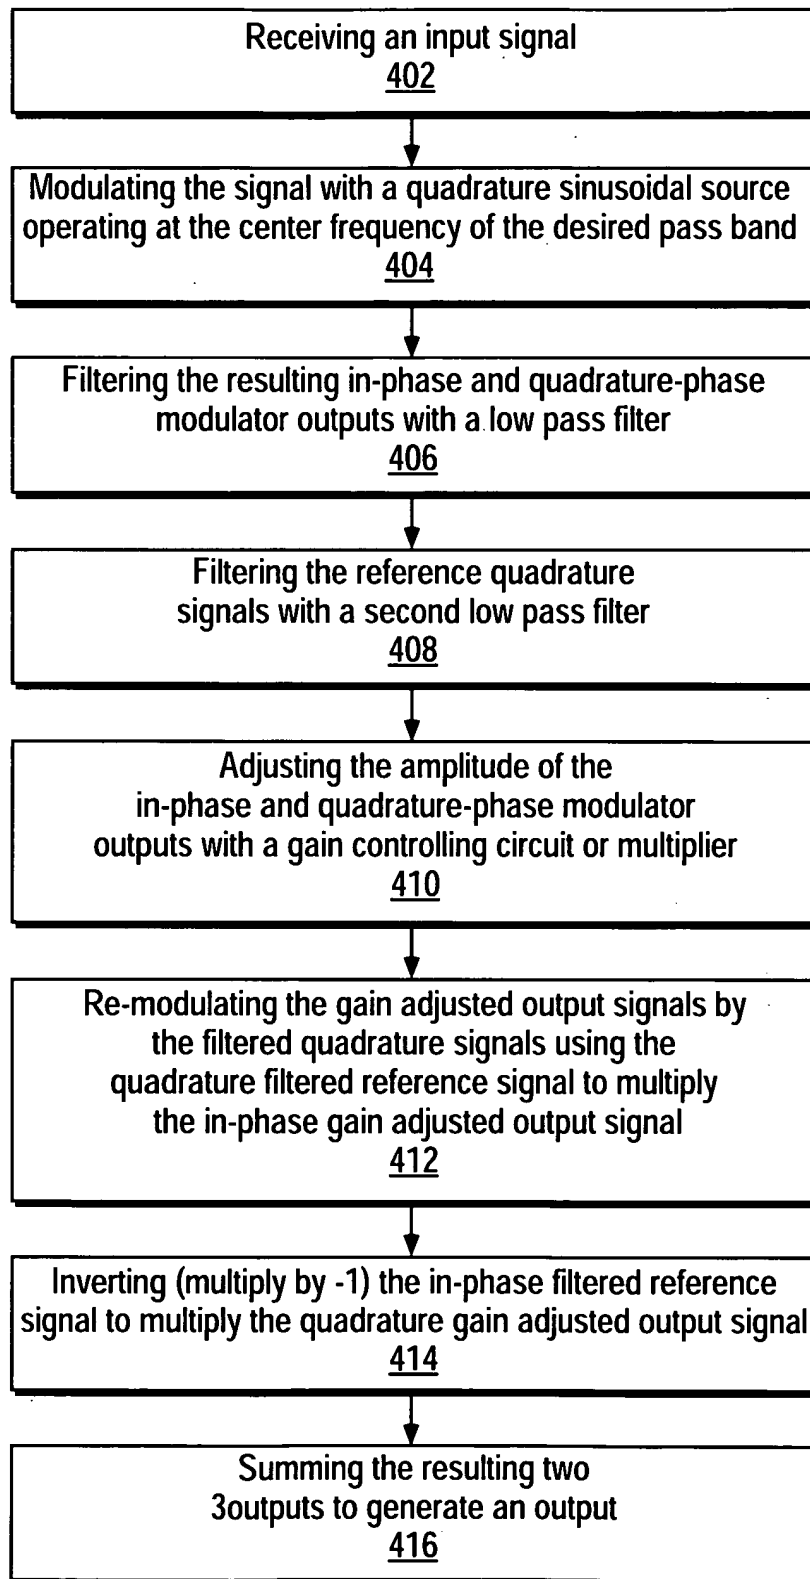 Receiving an input signal
402
Modulating the signal with a quadrature sinusoidal source
operating at the center frequency of the desired pass band
404
Filtering the resulting in-phase and quadrature-phase
modulator outputs with a low pass filter
406
Filtering the reference quadrature
signals with a second low pass filter
408
Adjusting the amplitude of the
in-phase and quadrature-phase modulator
outputs with a gain controlling circuit or multiplier
410
Re-modulating the gain adjusted output signals by
the filtered quadrature signals using the
quadrature filtered reference signal to multiply
the in-phase gain adjusted output signal
412
Inverting (multiply by -1) the in-phase filtered reference
signal to multiply the quadrature gain adjusted output signal
414
Summing the resulting two
3outputs to generate an output
416